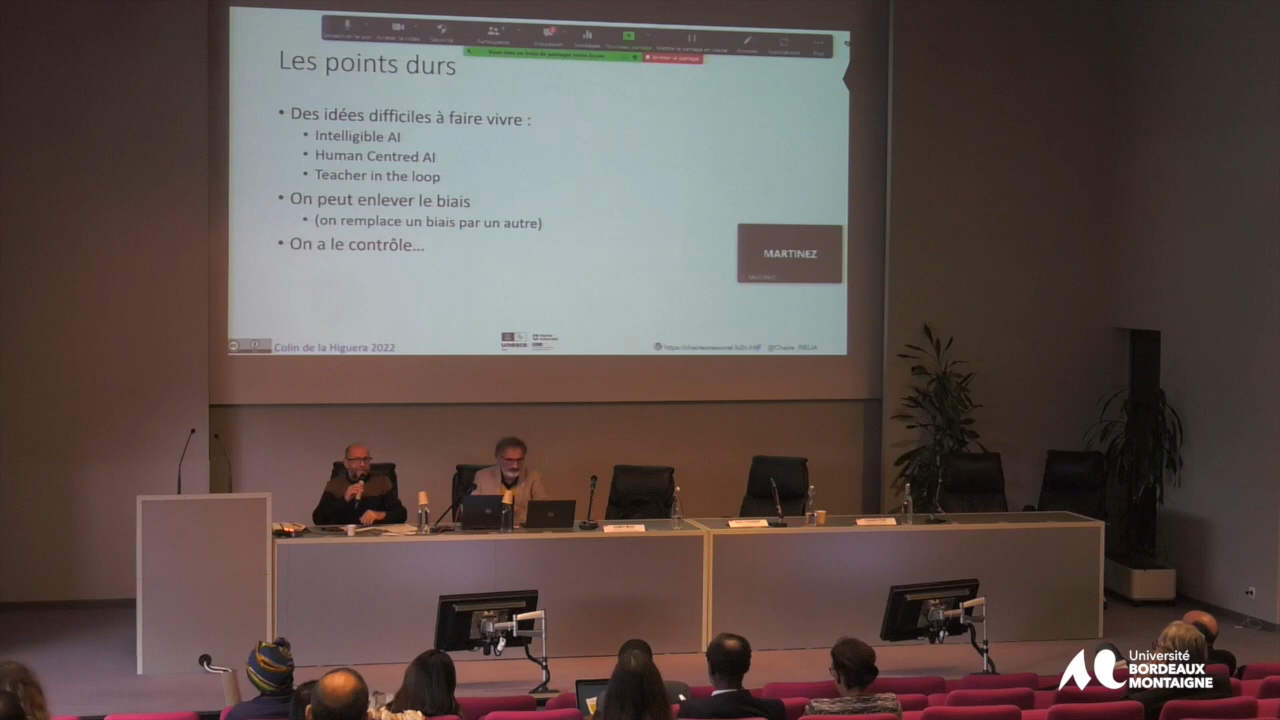 Les points durs
• Des idées difficiles à faire vivre :
• Intelligible AI
• Human Centred AI
• Teacher in the loop
• On peut enlever le biais
• (on remplace un biais par un autre)
• On a le contrôle...
MARTINEZ
Colin de la Higuera 2022
unesco
Université
BORDEAUX
MONTAIGNE